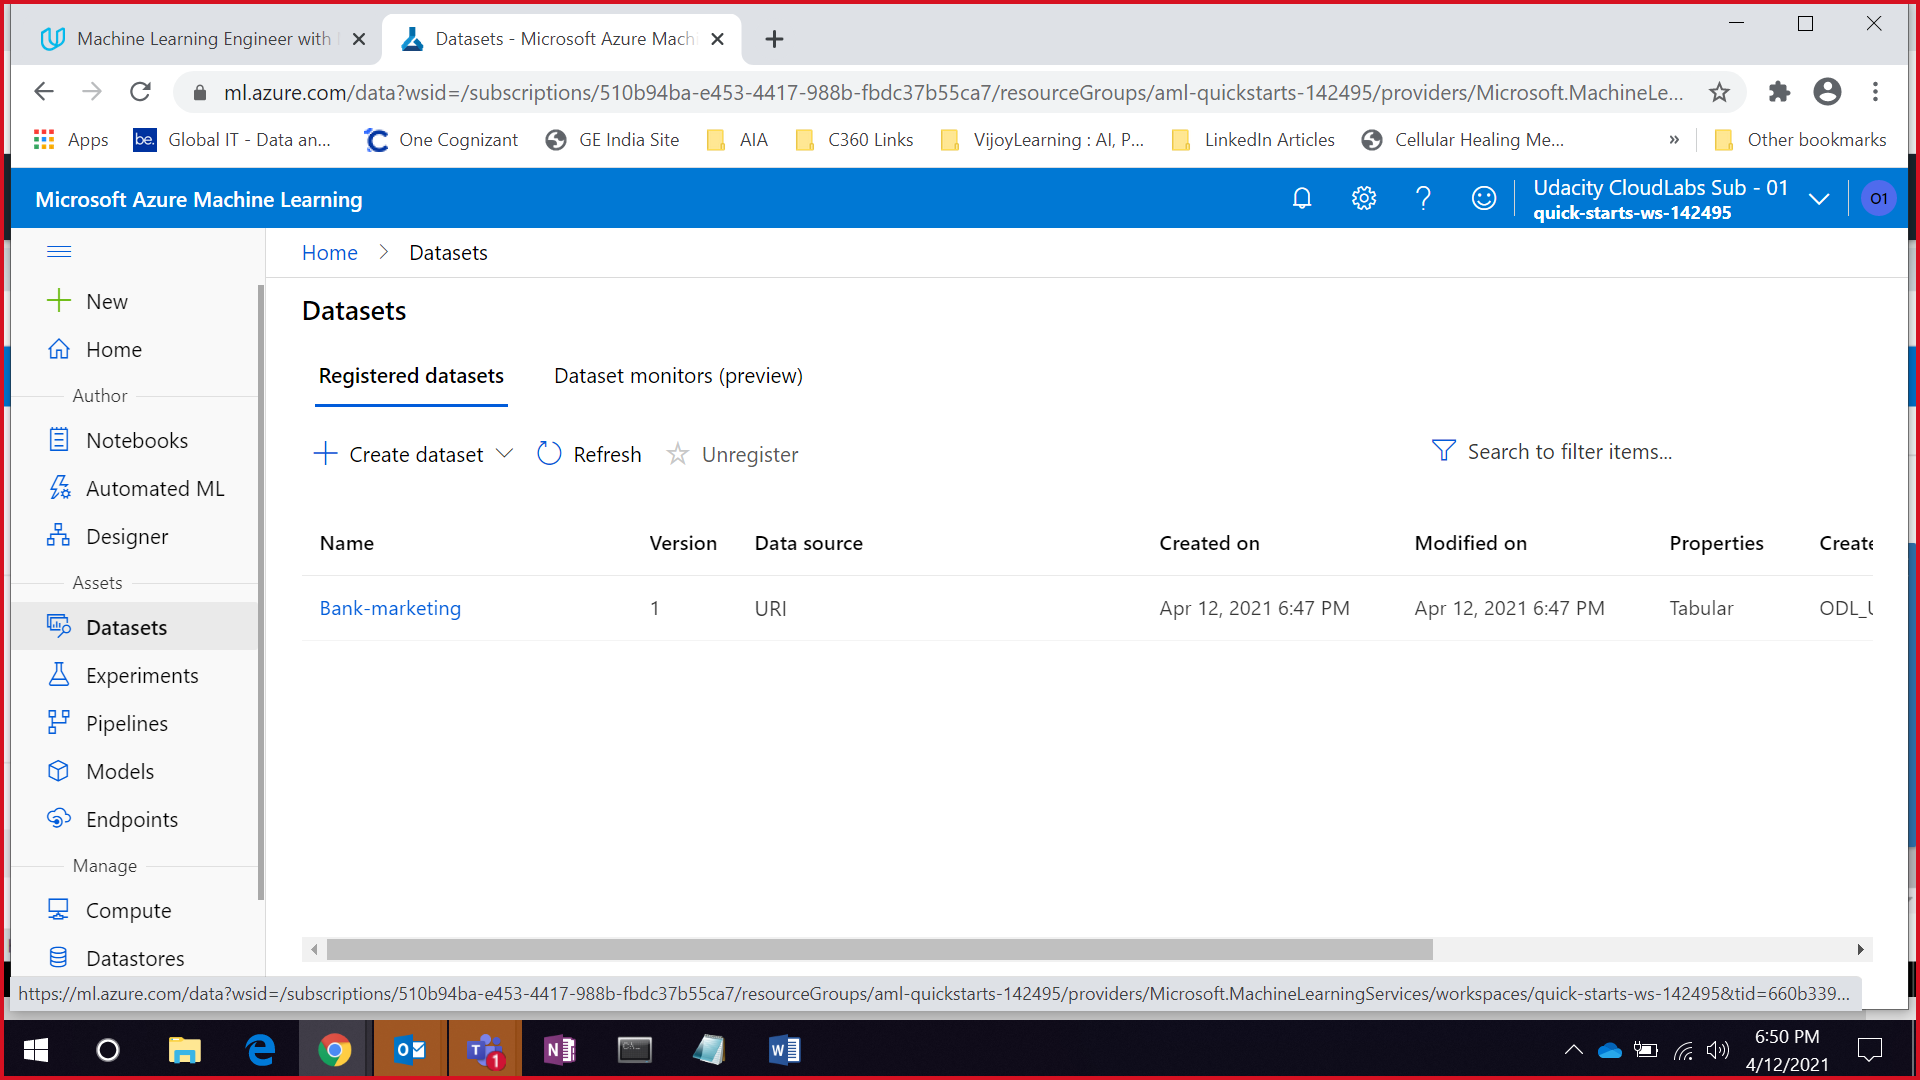 Machine Learning Engineer with
Datasets - Microsoft Azure Mach
ml.azure.com/data?wsid=/subscriptions/510b94ba-e453-4417-988b-fbdc37b55ca7/resourceGroups/aml-quickstarts-142495/providers/Microsoft.MachineLe...
Apps
be.
Global IT - Data an...
One Cognizant
GE India Site
AIA
C360 Links
VijoyLearning : AI, P...
LinkedIn Articles
Cellular Healing Me...
»
Other bookmarks
Microsoft Azure Machine Learning
Udacity CloudLabs Sub - 01
quick-starts-ws-142495
O1
Home > Datasets
New
Home
Author
Notebooks
Automated ML
Designer
Assets
Datasets
Experiments
Pipelines
Models
Endpoints
Manage
Compute
Datastores
Datasets
Registered datasets
Dataset monitors (preview)
Create dataset
Refresh
Unregister
Search to filter items...
Name Version Data source Created on Modified on Properties Create
Bank-marketing 1 URI Apr 12, 2021 6:47 PM Apr 12, 2021 6:47 PM Tabular ODL_U
https://ml.azure.com/data?wsid=/subscriptions/510b94ba-e453-4417-988b-fbdc37b55ca7/resourceGroups/aml-quickstarts-142495/providers/Microsoft.MachineLearningServices/workspaces/quick-starts-ws-142495&tid=660b339...
1
6:50 PM
4/12/2021